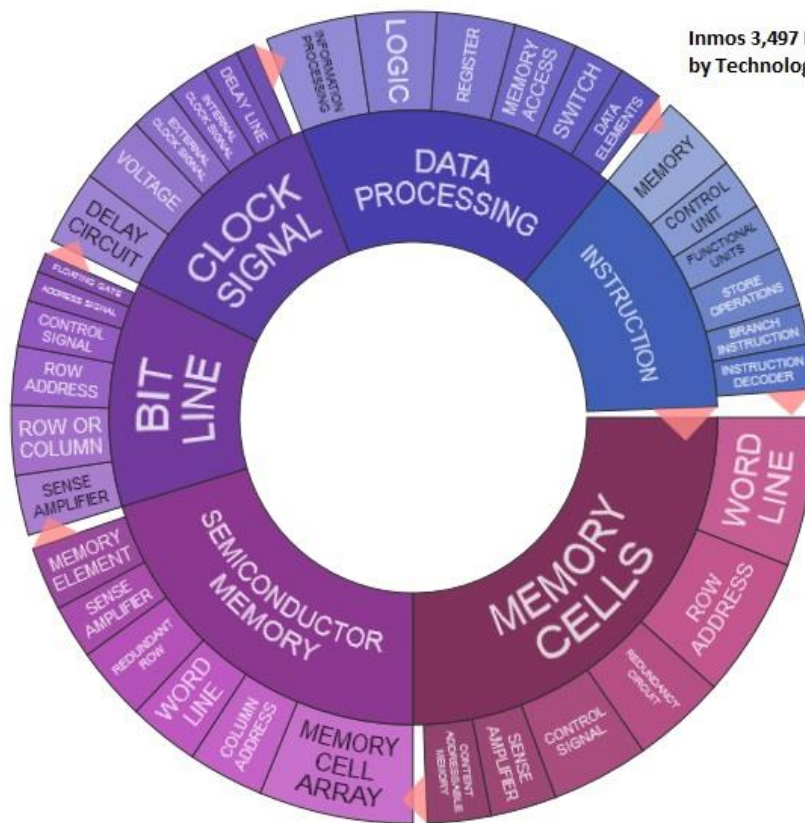 Inmos 3,497
by Technolog
INFORMATION
PROCESSING
LOGIC
REGISTER
MEMORY
ACCESS
SWITCH
DATA
ELEMENTS
DATA
PROCESSING
MEMORY
CONTROL
UNIT
FUNCTIONAL
UNITS
STORE
OPERATIONS
BRANCH
INSTRUCTION
INSTRUCTION
DECODER
INSTRUCTION
WORD
LINE
ROW
ADDRESS
REDUNDANCY
CIRCUIT
CONTROL
SIGNAL
SENSE
AMPLIFIER
CONTENT
ADDRESSABLE
MEMORY
MEMORY
CELLS
MEMORY
CELL
ARRAY
COLUMN
ADDRESS
WORD
LINE
REDUNDANT
ROW
SENSE
AMPLIFIER
MEMORY
ELEMENT
SEMICONDUCTOR
MEMORY
SENSE
AMPLIFIER
ROW OR
COLUMN
ROW
ADDRESS
CONTROL
SIGNAL
ADDRESS SIGNAL
FLOATING GATE
BIT
LINE
DELAY
CIRCUIT
VOLTAGE
EXTERNAL
CLOCK SIGNAL
INTERNAL
CLOCK SIGNAL
DELAY LINE
CLOCK
SIGNAL